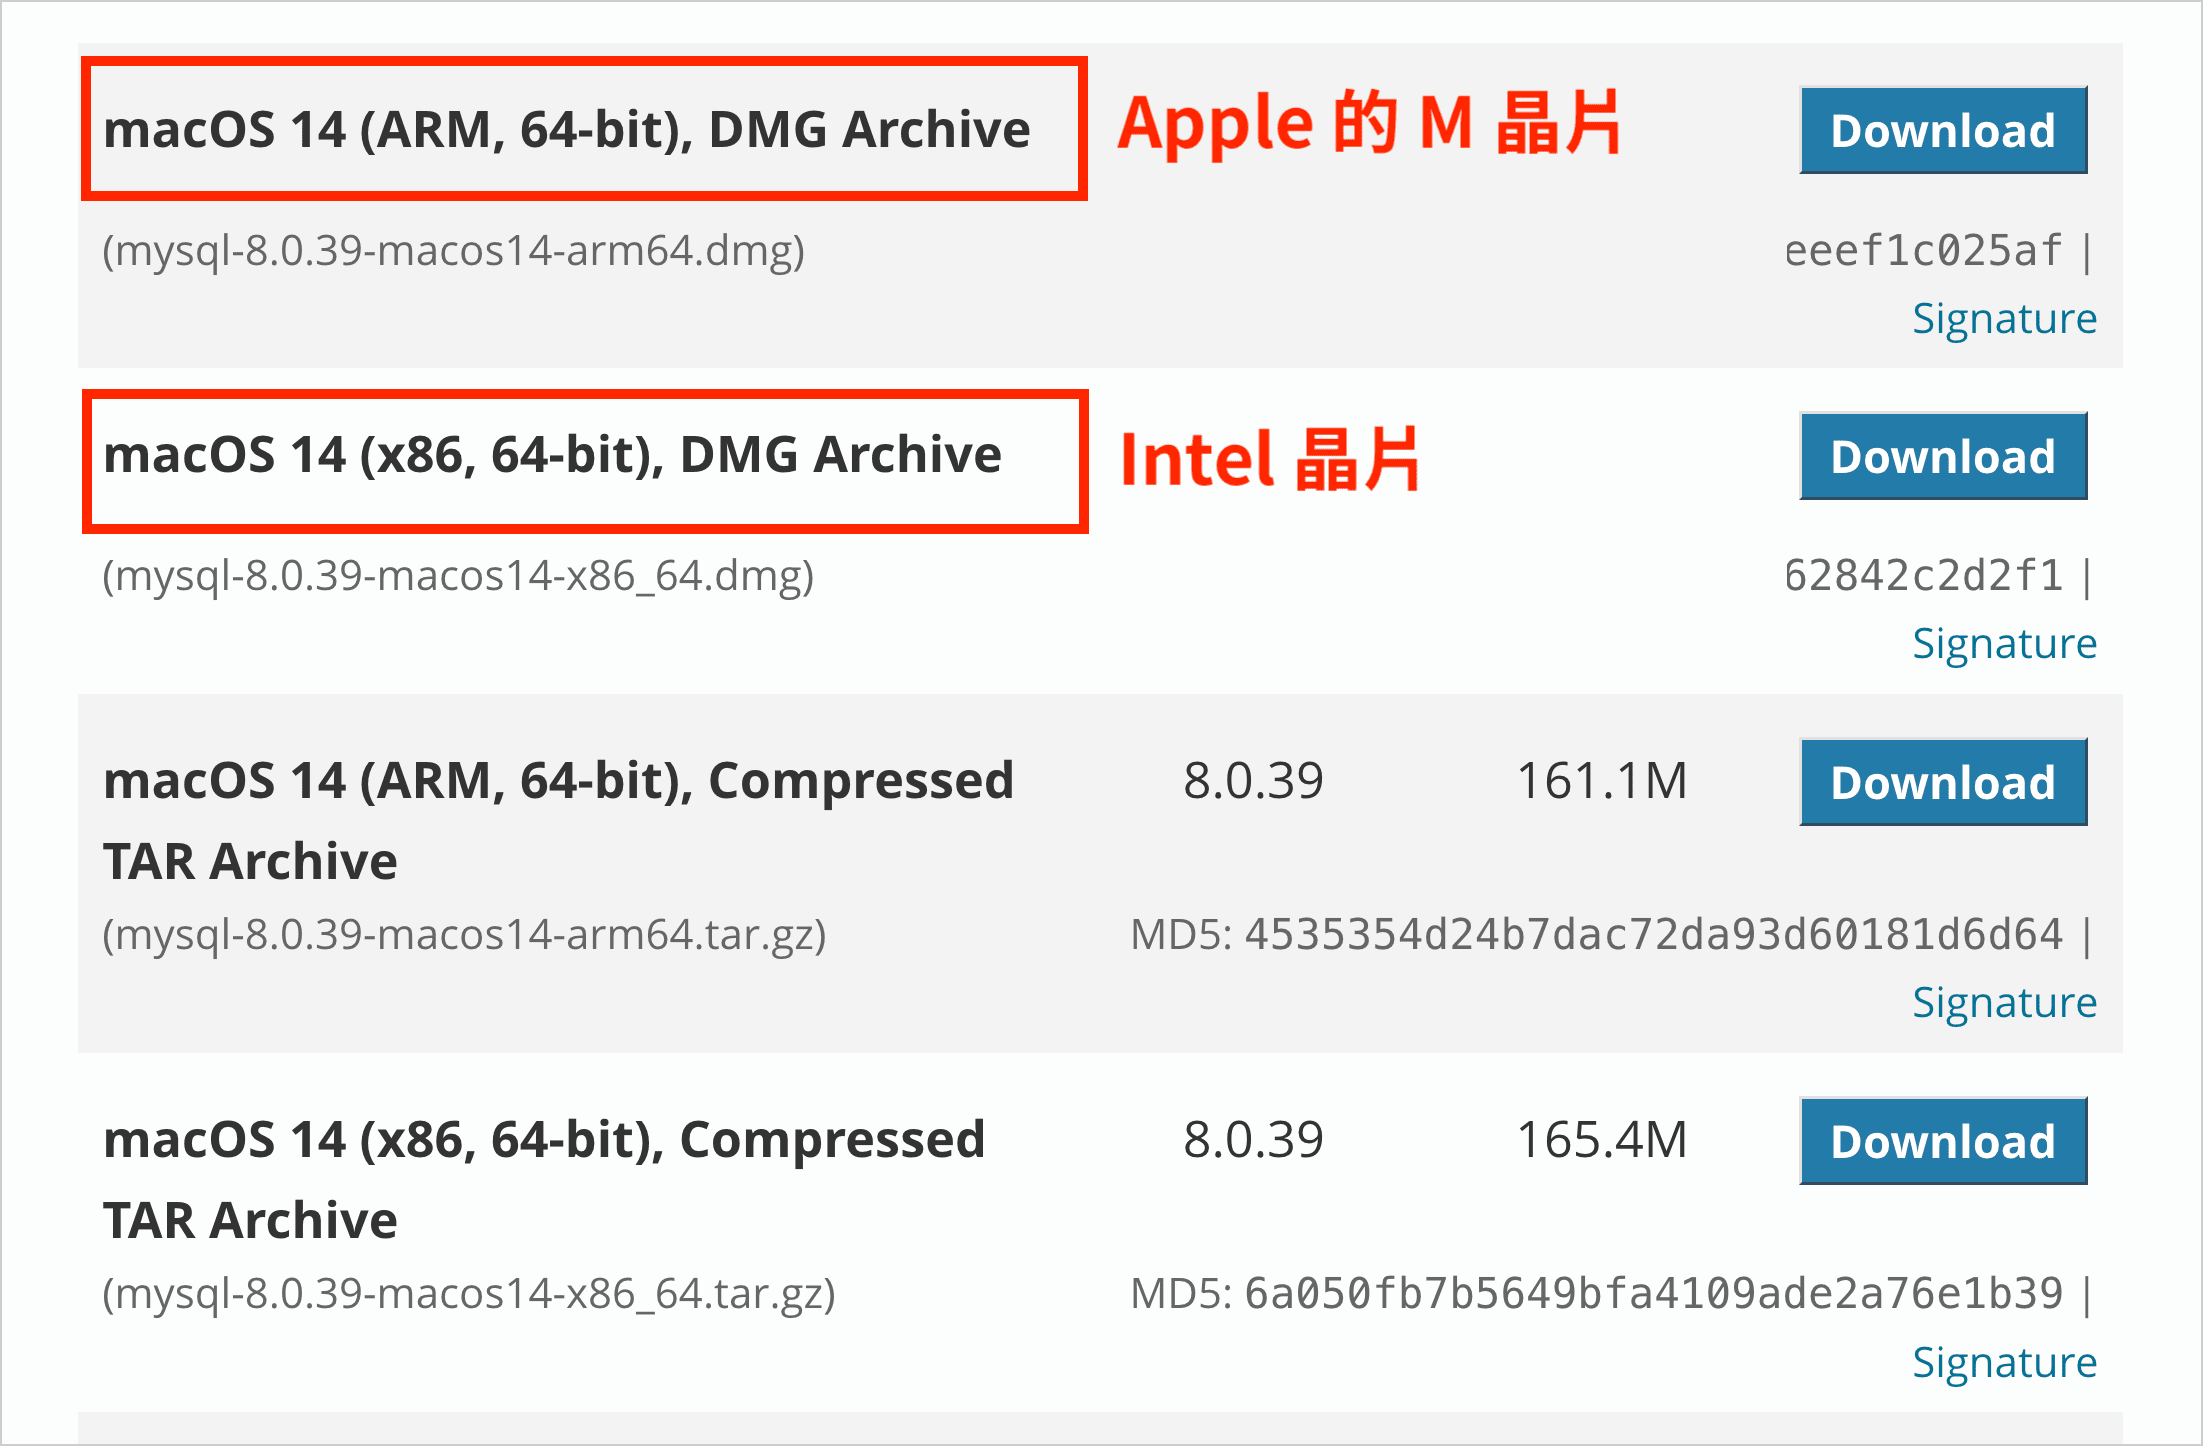 macOS 14 (ARM, 64-bit), DMG Archive Apple 的 M 晶片 Download
(mysql-8.0.39-macos14-arm64.dmg) eeef1c025af |
Signature
macOS 14 (x86, 64-bit), DMG Archive Intel 晶片 Download
(mysql-8.0.39-macos14-x86_64.dmg) 62842c2d2f1 |
Signature
macOS 14 (ARM, 64-bit), Compressed 8.0.39 161.1M Download
TAR Archive
(mysql-8.0.39-macos14-arm64.tar.gz) MD5: 4535354d24b7dac72da93d60181d6d64 |
Signature
macOS 14 (x86, 64-bit), Compressed 8.0.39 165.4M Download
TAR Archive
(mysql-8.0.39-macos14-x86_64.tar.gz) MD5: 6a050fb7b5649bfa4109ade2a76e1b39 |
Signature